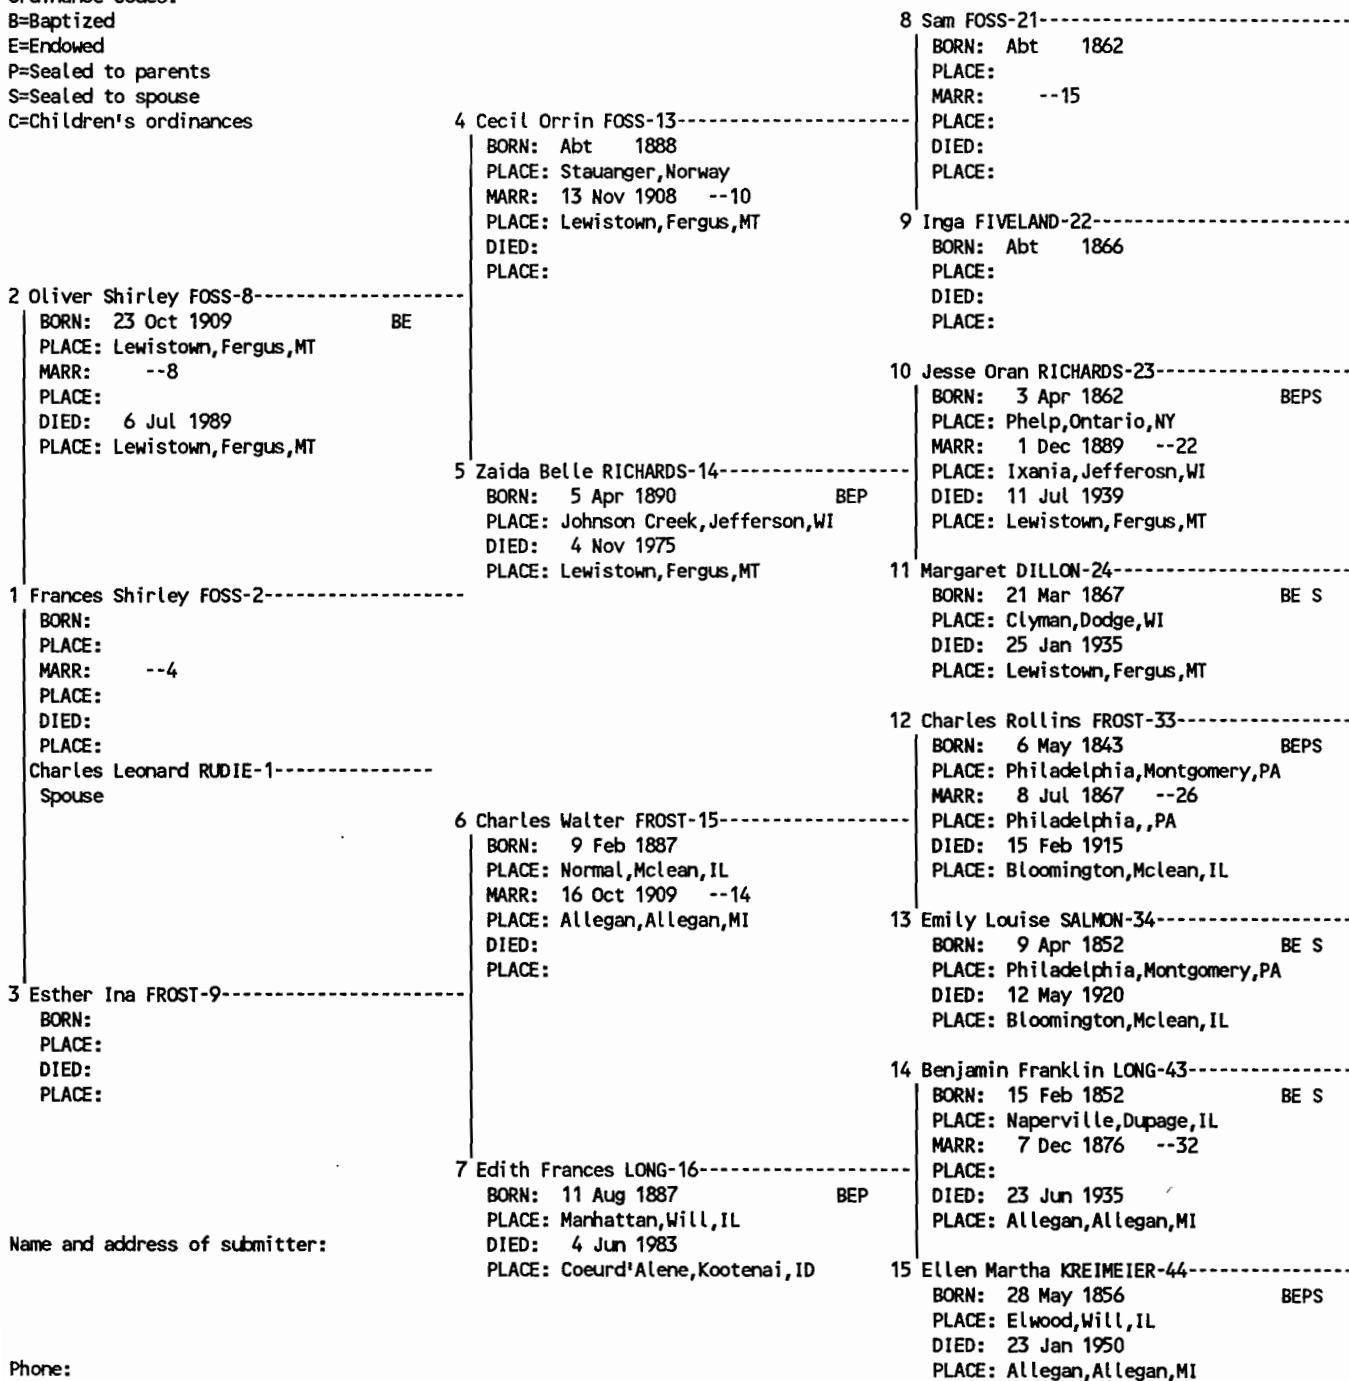 B=Baptized
E=Endowed
P=Sealed to parents
S=Sealed to spouse
C=Children's ordinances
8 Sam FOSS-21
BORN: Abt 1862
PLACE:
MARR: --15
PLACE:
DIED:
PLACE:
4 Cecil Orrin FOSS-13
BORN: Abt 1888
PLACE: Stauanger,Norway
MARR: 13 Nov 1908 --10
PLACE: Lewistown,Fergus,MT
DIED:
PLACE:
9 Inga FIVELAND-22
BORN: Abt 1866
PLACE:
DIED:
PLACE:
2 Oliver Shirley FOSS-8
BORN: 23 Oct 1909 BE
PLACE: Lewistown,Fergus,MT
MARR: --8
PLACE:
DIED: 6 Jul 1989
PLACE: Lewistown,Fergus,MT
10 Jesse Oran RICHARDS-23
BORN: 3 Apr 1862 BEPS
PLACE: Phelp,Ontario,NY
MARR: 1 Dec 1889 --22
PLACE: Ixania,Jefferosn,WI
DIED: 11 Jul 1939
PLACE: Lewistown,Fergus,MT
5 Zaida Belle RICHARDS-14
BORN: 5 Apr 1890 BEP
PLACE: Johnson Creek,Jefferson,WI
DIED: 4 Nov 1975
PLACE: Lewistown,Fergus,MT
11 Margaret DILLON-24
BORN: 21 Mar 1867 BE S
PLACE: Clyman,Dodge,WI
DIED: 25 Jan 1935
PLACE: Lewistown,Fergus,MT
1 Frances Shirley FOSS-2
BORN:
PLACE:
MARR: --4
PLACE:
DIED:
PLACE:
Charles Leonard RUDIE-1
Spouse
12 Charles Rollins FROST-33
BORN: 6 May 1843 BEPS
PLACE: Philadelphia,Montgomery,PA
MARR: 8 Jul 1867 --26
PLACE: Philadelphia,,PA
DIED: 15 Feb 1915
PLACE: Bloomington,Mclean,IL
6 Charles Walter FROST-15
BORN: 9 Feb 1887
PLACE: Normal,Mclean,IL
MARR: 16 Oct 1909 --14
PLACE: Allegan,Allegan,MI
DIED:
PLACE:
13 Emily Louise SALMON-34
BORN: 9 Apr 1852 BE S
PLACE: Philadelphia,Montgomery,PA
DIED: 12 May 1920
PLACE: Bloomington,Mclean,IL
3 Esther Ina FROST-9
BORN:
PLACE:
DIED:
PLACE:
14 Benjamin Franklin LONG-43
BORN: 15 Feb 1852 BE S
PLACE: Naperville,Dupage,IL
MARR: 7 Dec 1876 --32
PLACE:
DIED: 23 Jun 1935
PLACE: Allegan,Allegan,MI
7 Edith Frances LONG-16
BORN: 11 Aug 1887 BEP
PLACE: Manhattan,Will,IL
DIED: 4 Jun 1983
PLACE: Coeurd'Alene,Kootenai,ID
15 Ellen Martha KREIMEIER-44
BORN: 28 May 1856 BEPS
PLACE: Elwood,Will,IL
DIED: 23 Jan 1950
PLACE: Allegan,Allegan,MI
Name and address of submitter:
Phone: